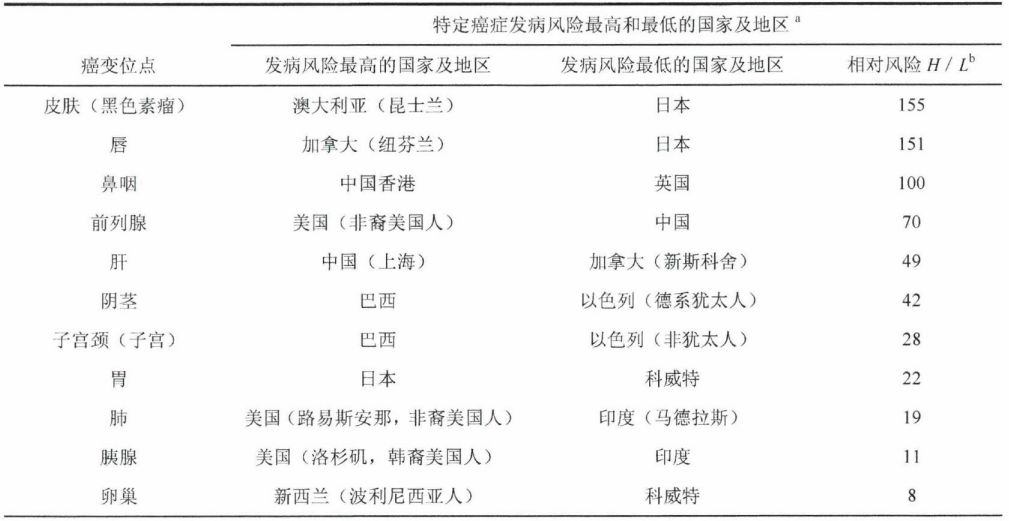 特定癌症发病风险最高和最低的国家及地区 a
癌变位点 发病风险最高的国家及地区 发病风险最低的国家及地区 相对风险 H / L b
皮肤（黑色素瘤） 澳大利亚（昆士兰） 日本 155
唇 加拿大（纽芬兰） 日本 151
鼻咽 中国香港 英国 100
前列腺 美国（非裔美国人） 中国 70
肝 中国（上海） 加拿大（新斯科舍） 49
阴茎 巴西 以色列（德系犹太人） 42
子宫颈（子宫） 巴西 以色列（非犹太人） 28
胃 日本 科威特 22
肺 美国（路易斯安那，非裔美国人） 印度（马德拉斯） 19
胰腺 美国（洛杉矶，韩裔美国人） 印度 11
卵巢 新西兰（波利尼西亚人） 科威特 8